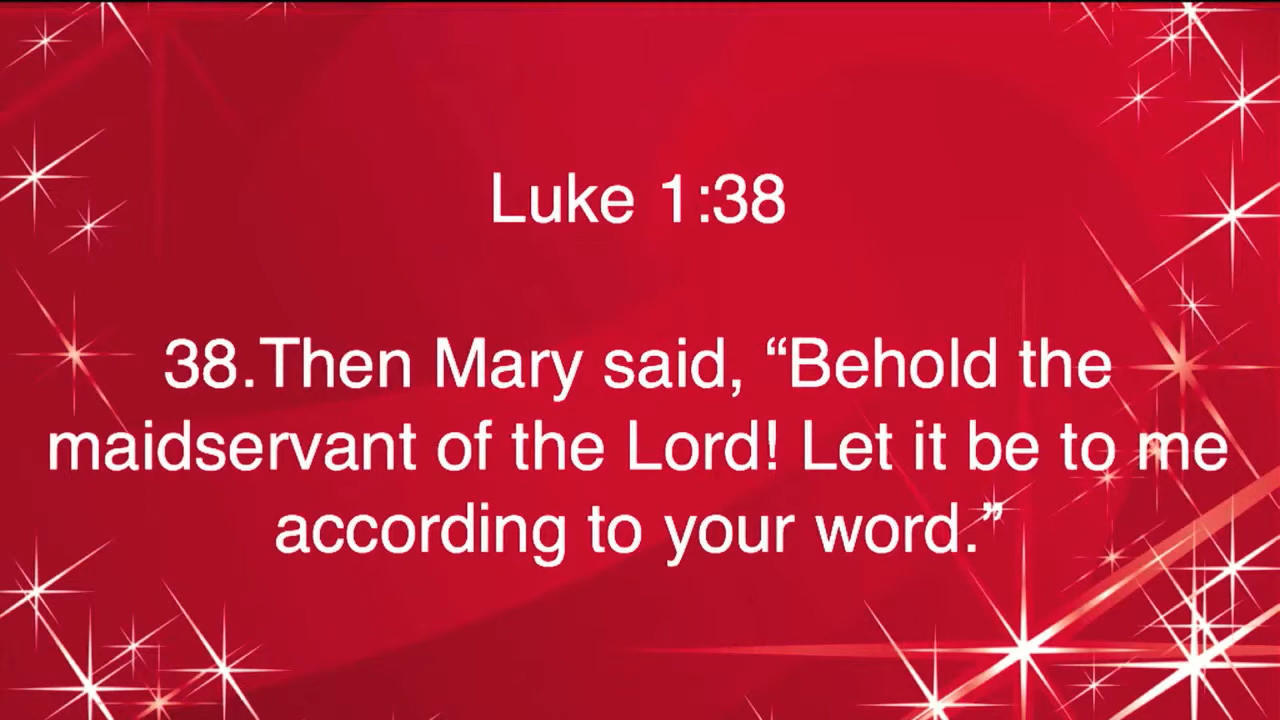 Luke 1:38
38.Then Mary said, “Behold the
maidservant of the Lord! Let it be to me
according to your word.”